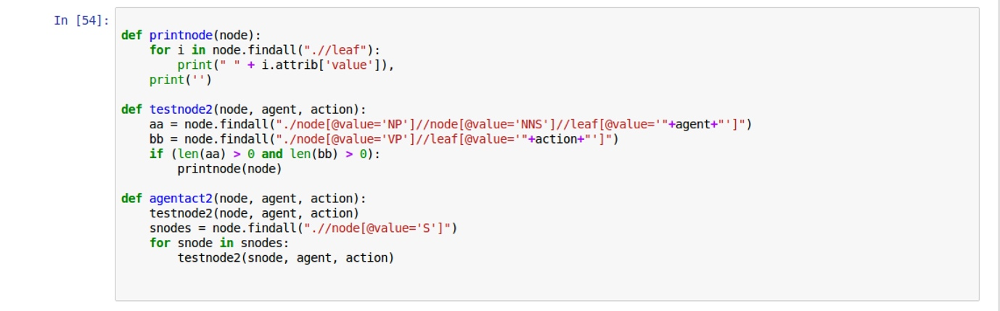 In [54]:
def printnode(node):
    for i in node.findall(".//leaf"):
        print(" " + i.attrib['value']),
    print('')
def testnode2(node, agent, action):
    aa = node.findall("./node[@value='NP']//node[@value='NNS']//leaf[@value='"+agent+"']")
    bb = node.findall("./node[@value='VP']//leaf[@value='"+action+"']")
    if (len(aa) > 0 and len(bb) > 0):
        printnode(node)
def agentact2(node, agent, action):
    testnode2(node, agent, action)
    snodes = node.findall(".//node[@value='S']")
    for snode in snodes:
        testnode2(snode, agent, action)